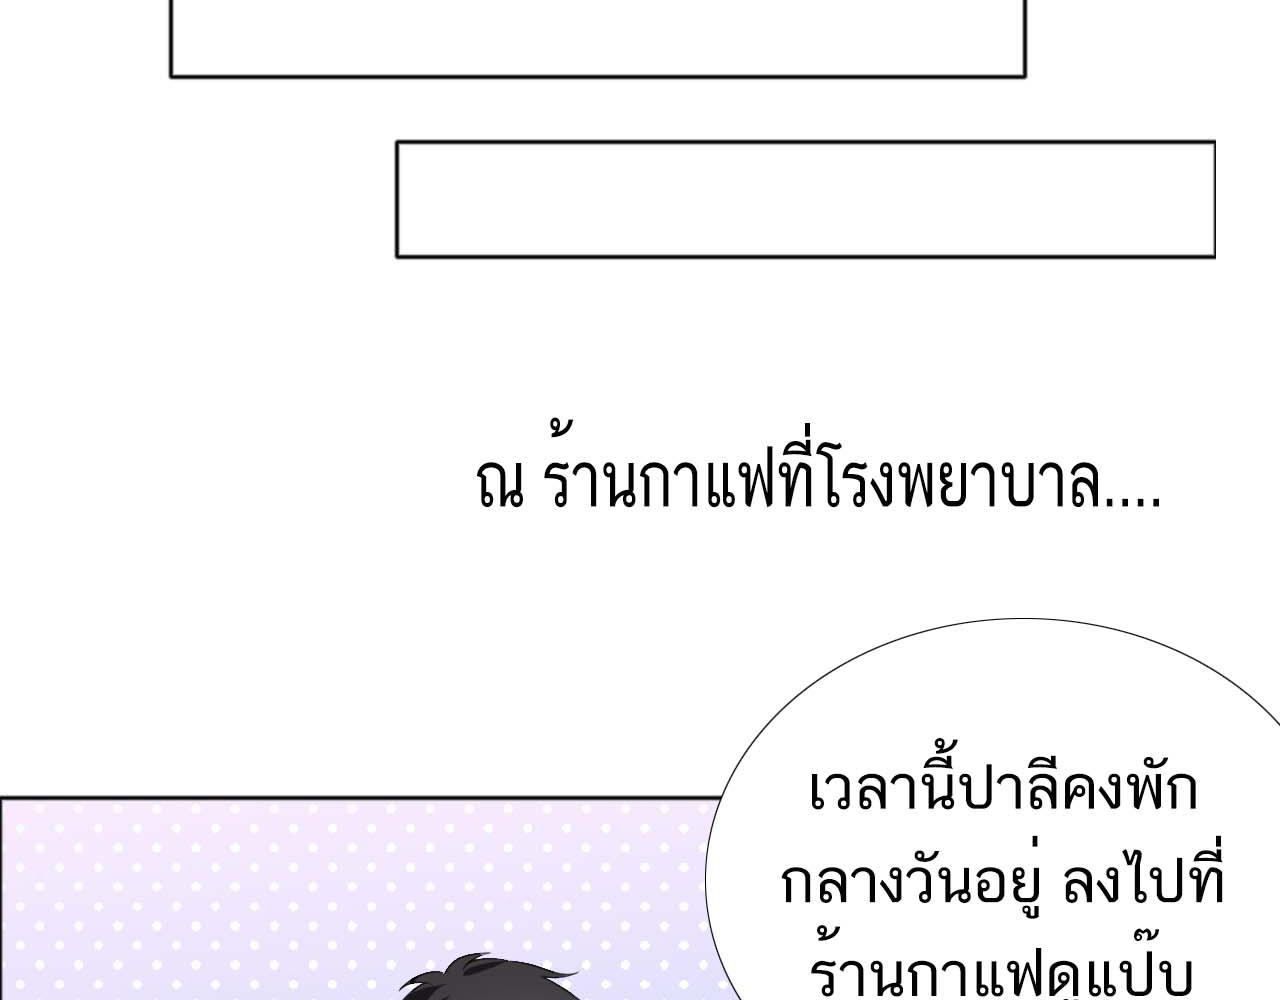 ณ ร้านกาแฟที่โรงพยาบาล....
เวลานี้ปาลีคงพัก
กลางวันอยู่ ลงไปที่
ร้านกาแฟดูแป๊บ